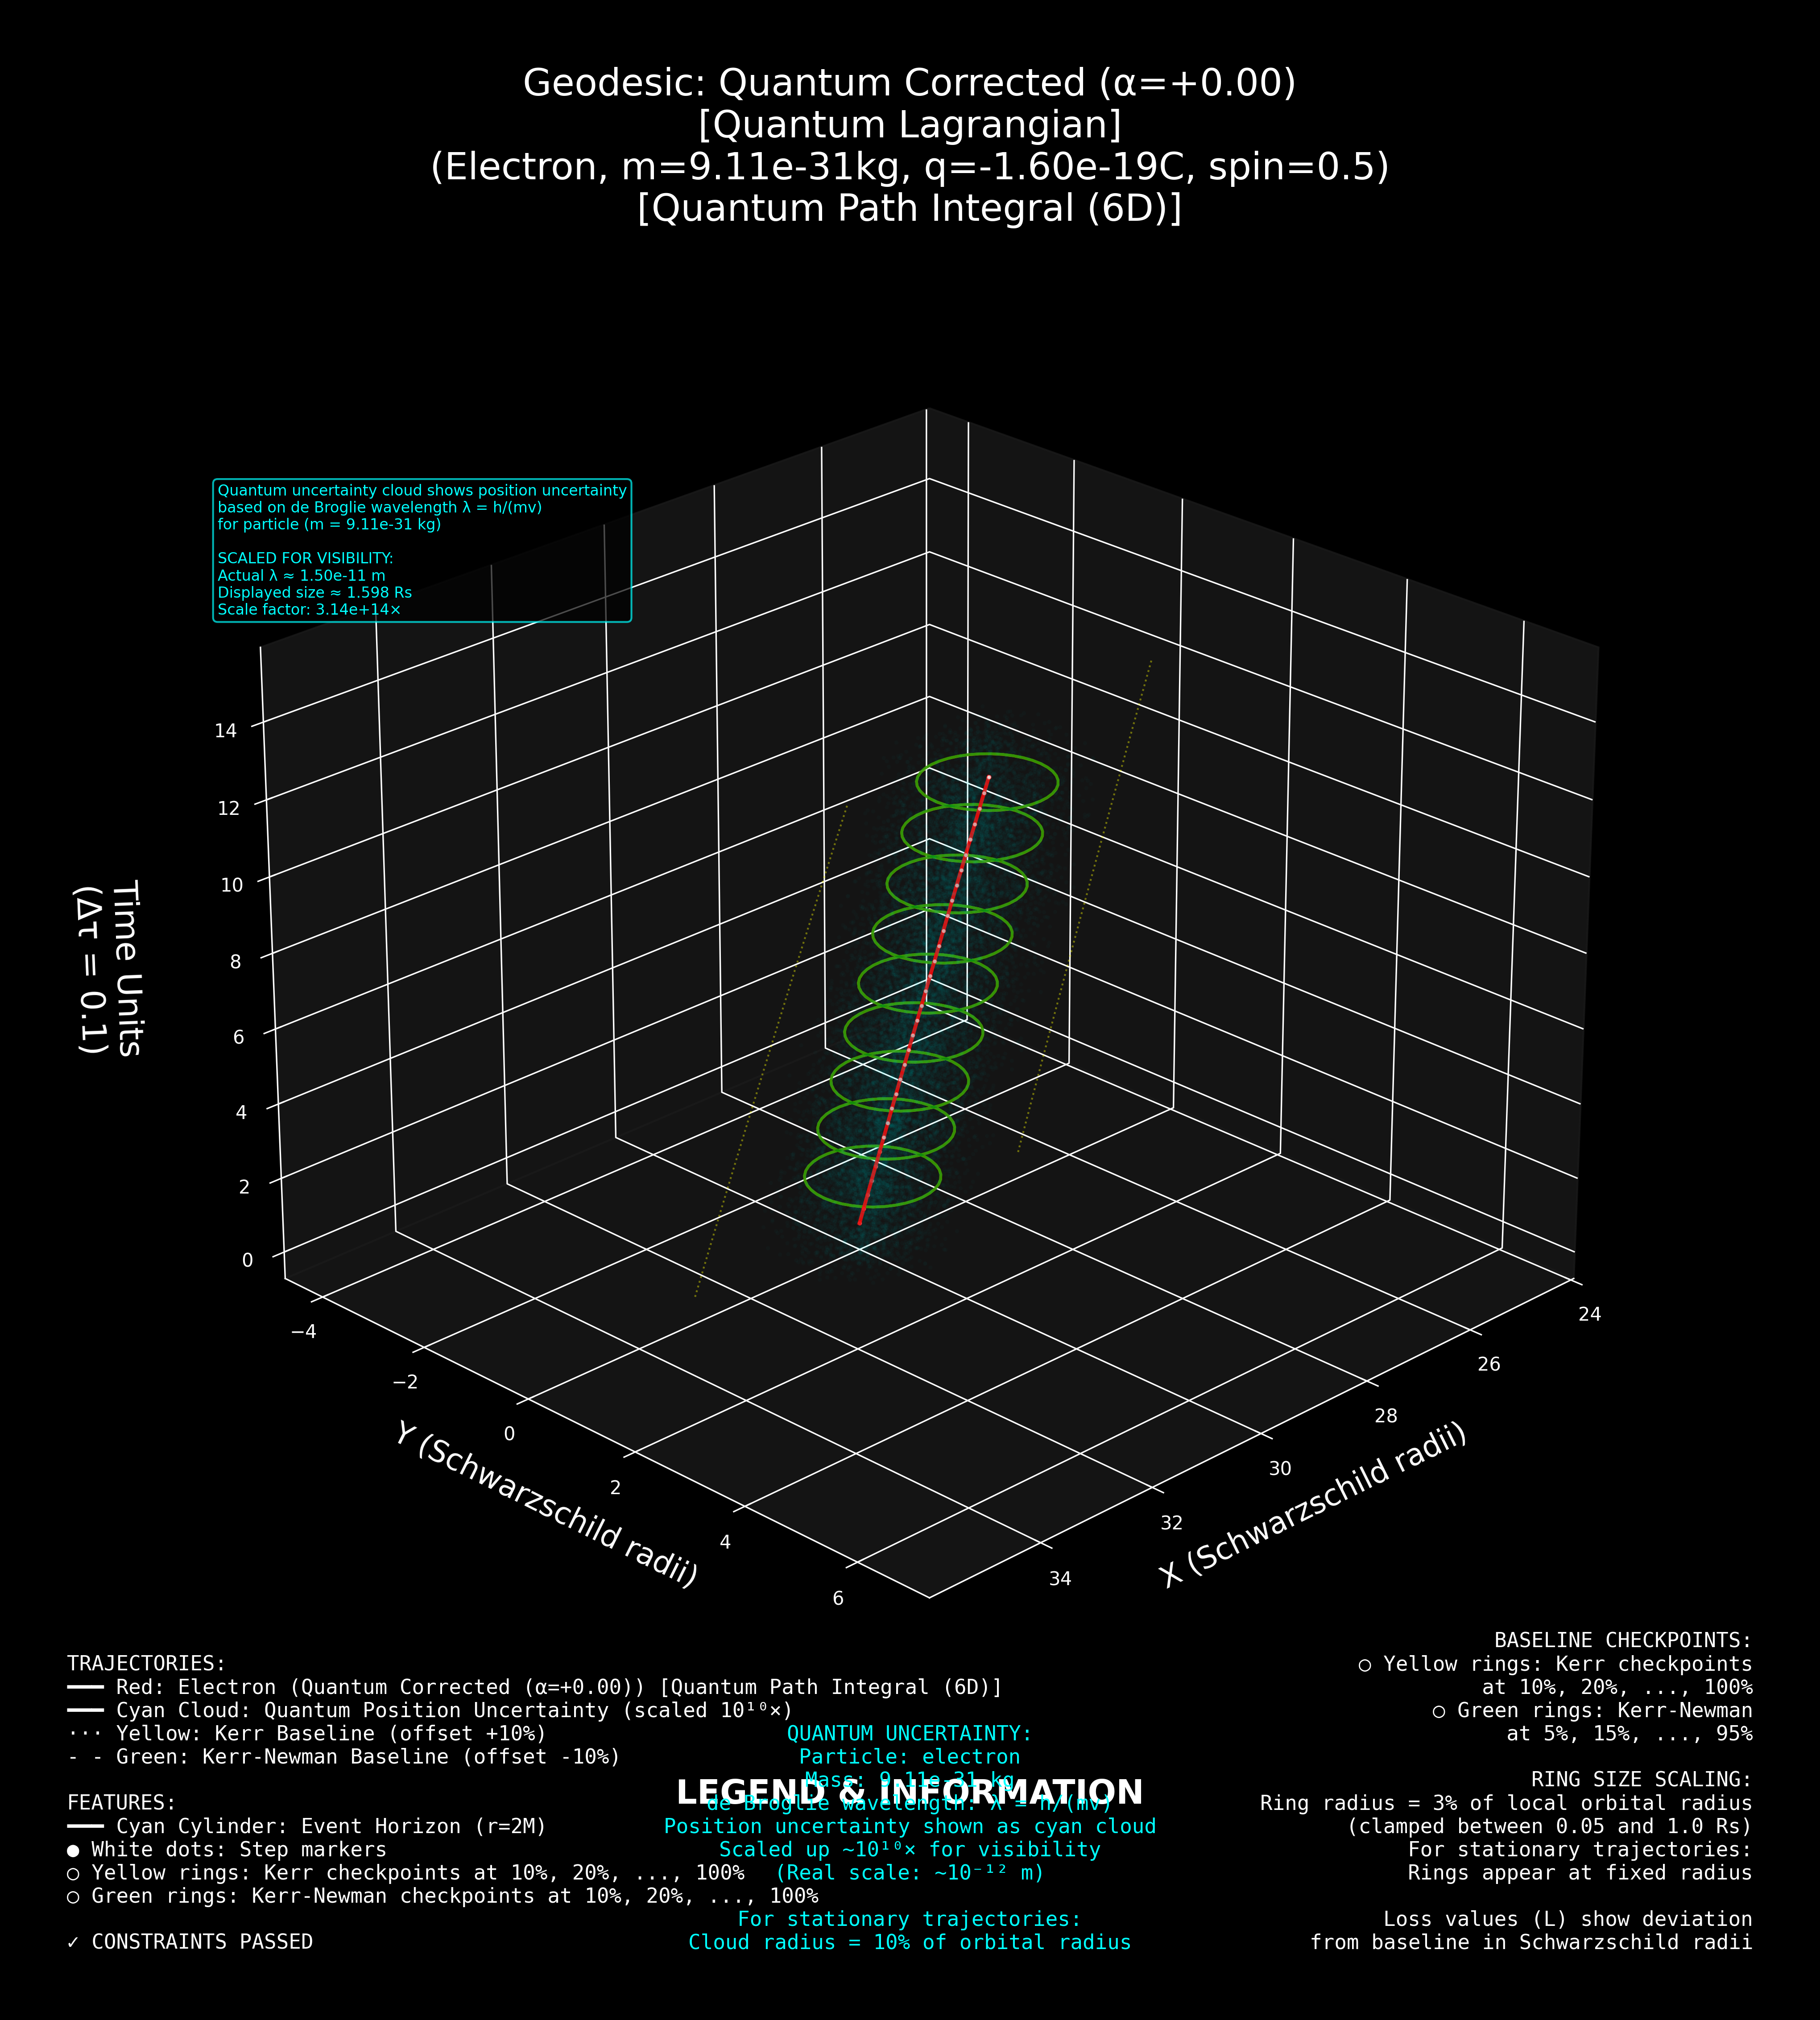 Geodesic: Quantum Corrected (α=+0.00)
[Quantum Lagrangian]
(Electron, m=9.11e-31kg, q=-1.60e-19C, spin=0.5)
[Quantum Path Integral (6D)]
Quantum uncertainty cloud shows position uncertainty
based on de Broglie wavelength λ = h/(mv)
for particle (m = 9.11e-31 kg)
SCALED FOR VISIBILITY:
Actual λ ≈ 1.50e-11 m
Displayed size ≈ 1.598 Rs
Scale factor: 3.14e+14×
Time Units
(Δτ = 0.1)
14
12
10
8
6
4
2
0
−4
−2
0
2
4
6
Y (Schwarzschild radii)
24
26
28
30
32
34
X (Schwarzschild radii)
TRAJECTORIES:
━━━ Red: Electron (Quantum Corrected (α=+0.00)) [Quantum Path Integral (6D)]
━━━ Cyan Cloud: Quantum Position Uncertainty (scaled 10¹⁰×)
··· Yellow: Kerr Baseline (offset +10%)
- - Green: Kerr-Newman Baseline (offset -10%)
FEATURES:
━━━ Cyan Cylinder: Event Horizon (r=2M)
● White dots: Step markers
○ Yellow rings: Kerr checkpoints at 10%, 20%, ..., 100%
○ Green rings: Kerr-Newman checkpoints at 10%, 20%, ..., 100%
✓ CONSTRAINTS PASSED
QUANTUM UNCERTAINTY:
Particle: electron
Mass: 9.11e-31 kg
LEGEND & INFORMATION
de Broglie wavelength: λ = h/(mv)
Position uncertainty shown as cyan cloud
Scaled up ~10¹⁰× for visibility
(Real scale: ~10⁻¹² m)
For stationary trajectories:
Cloud radius = 10% of orbital radius
BASELINE CHECKPOINTS:
○ Yellow rings: Kerr checkpoints
at 10%, 20%, ..., 100%
○ Green rings: Kerr-Newman
at 5%, 15%, ..., 95%
RING SIZE SCALING:
Ring radius = 3% of local orbital radius
(clamped between 0.05 and 1.0 Rs)
For stationary trajectories:
Rings appear at fixed radius
Loss values (L) show deviation
from baseline in Schwarzschild radii